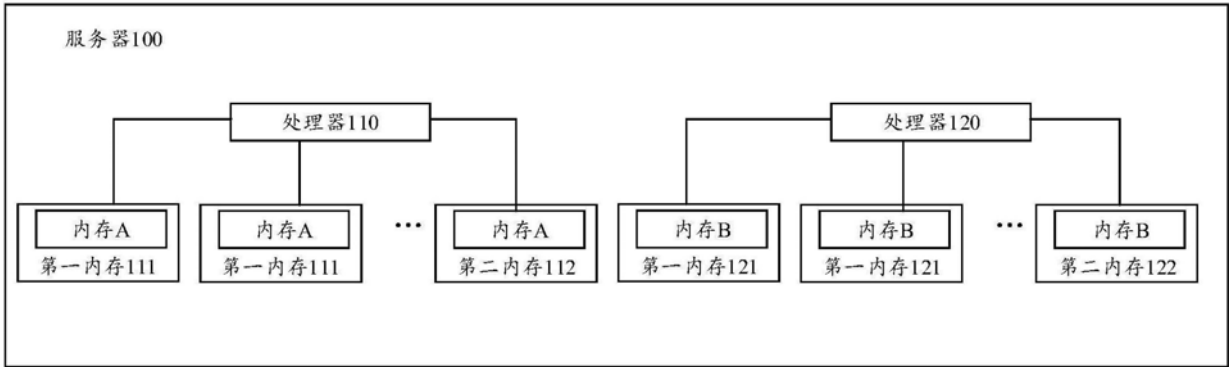 服务器100
处理器110
处理器120
内存A
内存A
...
内存A
内存B
内存B
...
内存B
第一内存111
第一内存111
第二内存112
第一内存121
第一内存121
第二内存122